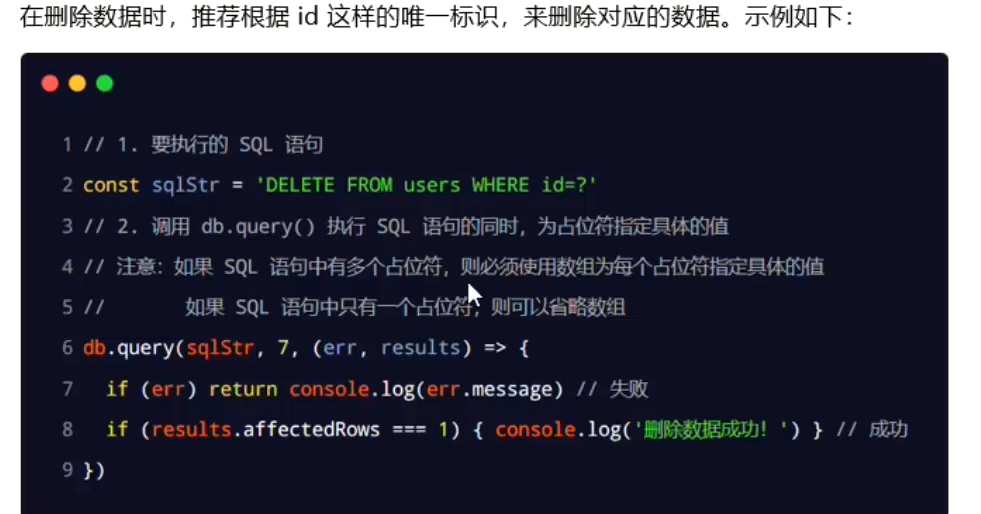 在删除数据时，推荐根据 id 这样的唯一标识，来删除对应的数据。示例如下：
1 // 1. 要执行的 SQL 语句
2 const sqlStr = 'DELETE FROM users WHERE id=?'
3 // 2. 调用 db.query() 执行 SQL 语句的同时，为占位符指定具体的值
4 // 注意：如果 SQL 语句中有多个占位符，则必须使用数组为每个占位符指定具体的值
5 //       如果 SQL 语句中只有一个占位符，则可以省略数组
6 db.query(sqlStr, 7, (err, results) => {
7   if (err) return console.log(err.message) // 失败
8   if (results.affectedRows === 1) { console.log('删除数据成功！') } // 成功
9 })